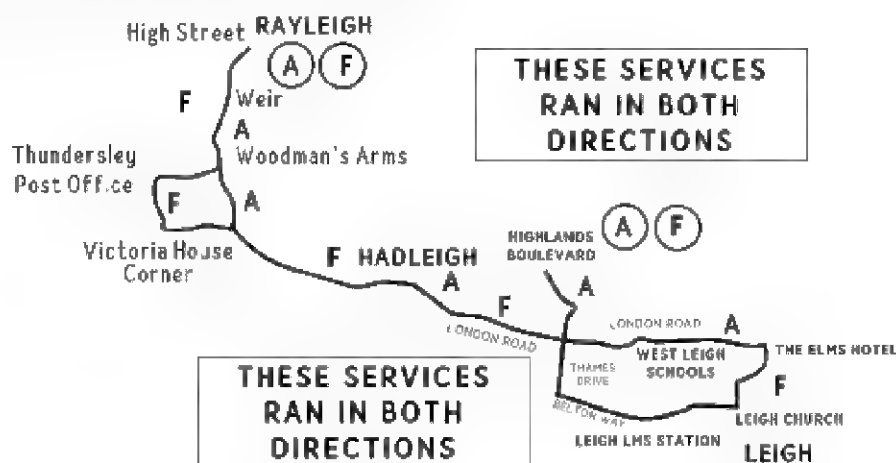 High Street RAYLEIGH
A F
THESE SERVICES
RAN IN BOTH
DIRECTIONS
F
Weir
A
Woodman's Arms
Thundersley
Post Office
F
A
Victoria House
Corner
F HADLEIGH
A
F
LONDON ROAD
HIGHLANDS
BOULEVARD
A F
A
LONDON ROAD
A
THE ELMS HOTEL
WEST LEIGH
SCHOOLS
THAMES
DRIVE
F
BELTON WAY
LEIGH CHURCH
LEIGH LMS STATION
LEIGH
THESE SERVICES
RAN IN BOTH
DIRECTIONS